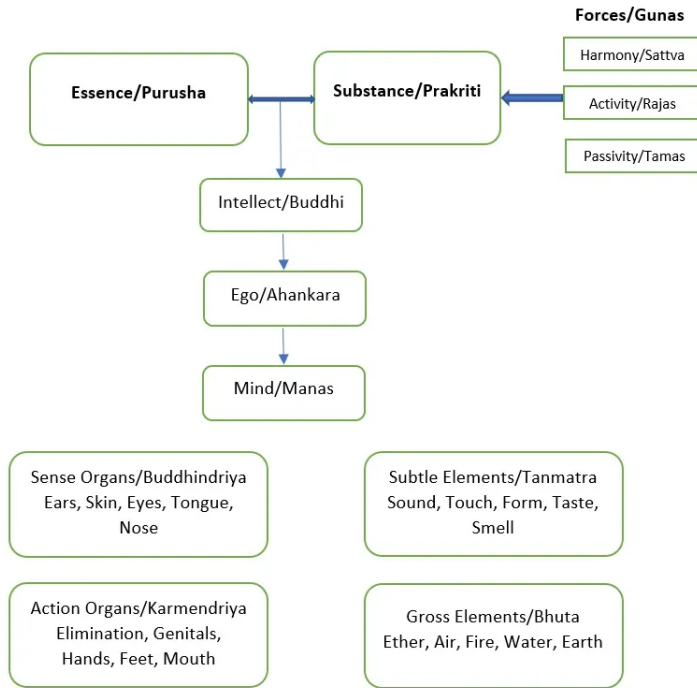 Forces/Gunas
Harmony/Sattva
Essence/Purusha
Substance/Prakriti
Activity/Rajas
Passivity/Tamas
Intellect/Buddhi
Ego/Ahankara
Mind/Manas
Sense Organs/Buddhindriya
Ears, Skin, Eyes, Tongue,
Nose
Subtle Elements/Tanmatra
Sound, Touch, Form, Taste,
Smell
Action Organs/Karmendriya
Elimination, Genitals,
Hands, Feet, Mouth
Gross Elements/Bhuta
Ether, Air, Fire, Water, Earth